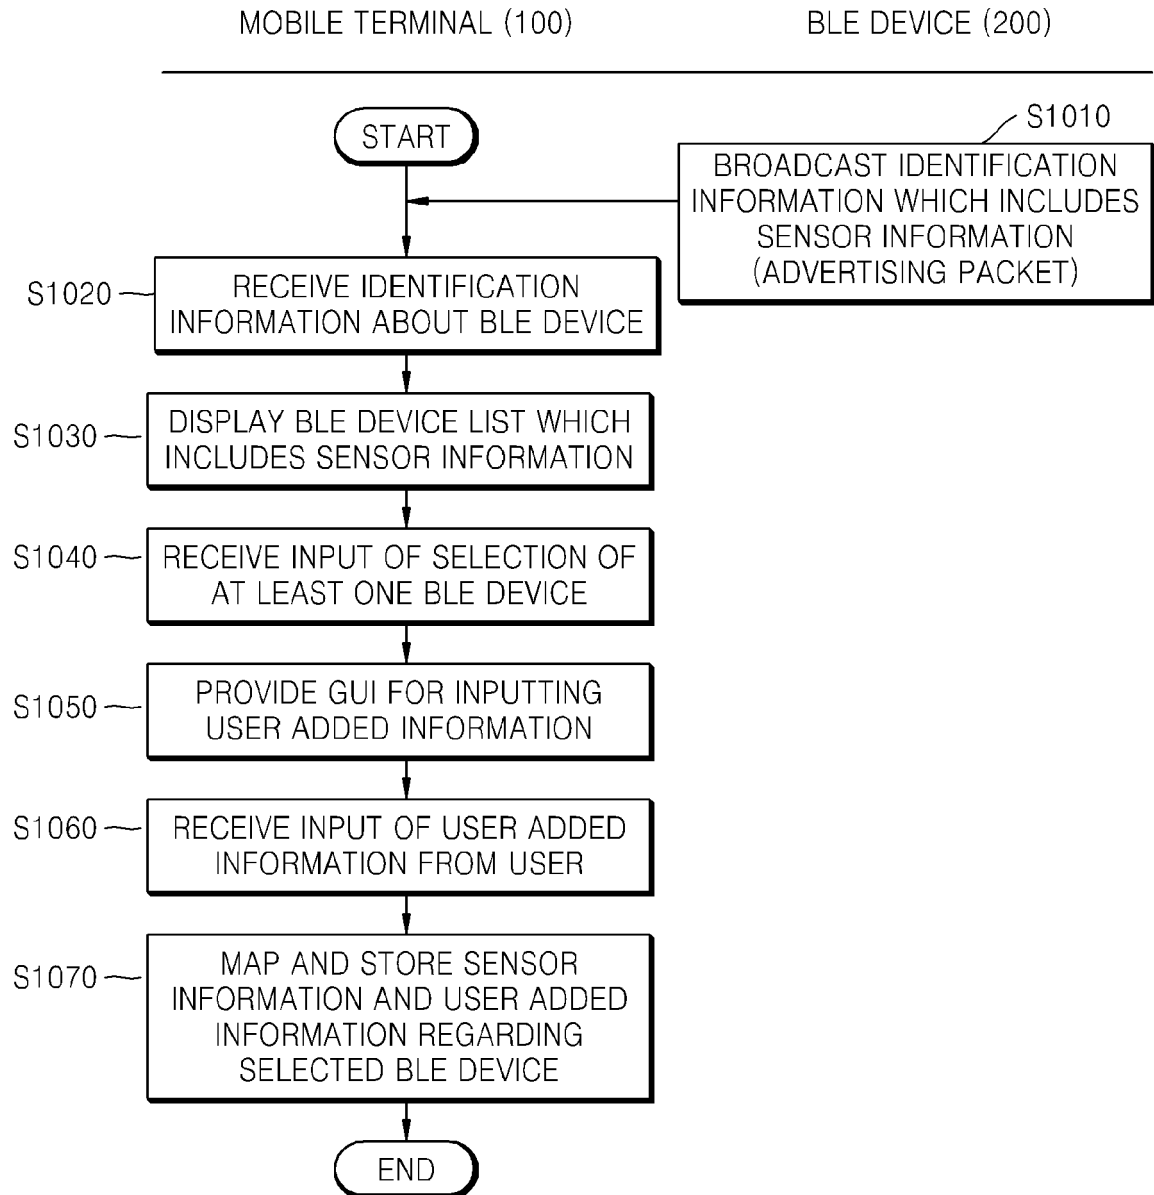 MOBILE TERMINAL (100)
BLE DEVICE (200)
START
S1010
BROADCAST IDENTIFICATION
INFORMATION WHICH INCLUDES
SENSOR INFORMATION
(ADVERTISING PACKET)
S1020
RECEIVE IDENTIFICATION
INFORMATION ABOUT BLE DEVICE
S1030
DISPLAY BLE DEVICE LIST WHICH
INCLUDES SENSOR INFORMATION
S1040
RECEIVE INPUT OF SELECTION OF
AT LEAST ONE BLE DEVICE
S1050
PROVIDE GUI FOR INPUTTING
USER ADDED INFORMATION
S1060
RECEIVE INPUT OF USER ADDED
INFORMATION FROM USER
S1070
MAP AND STORE SENSOR
INFORMATION AND USER ADDED
INFORMATION REGARDING
SELECTED BLE DEVICE
END